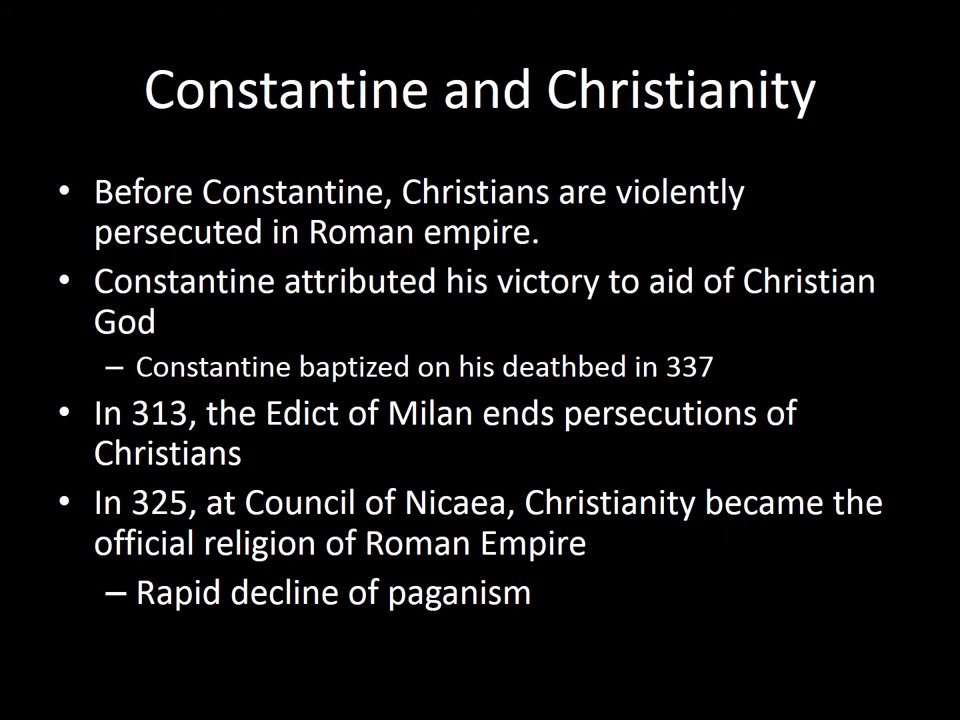 Constantine and Christianity
• Before Constantine, Christians are violently
persecuted in Roman empire.
• Constantine attributed his victory to aid of Christian
God
– Constantine baptized on his deathbed in 337
• In 313, the Edict of Milan ends persecutions of
Christians
• In 325, at Council of Nicaea, Christianity became the
official religion of Roman Empire
– Rapid decline of paganism